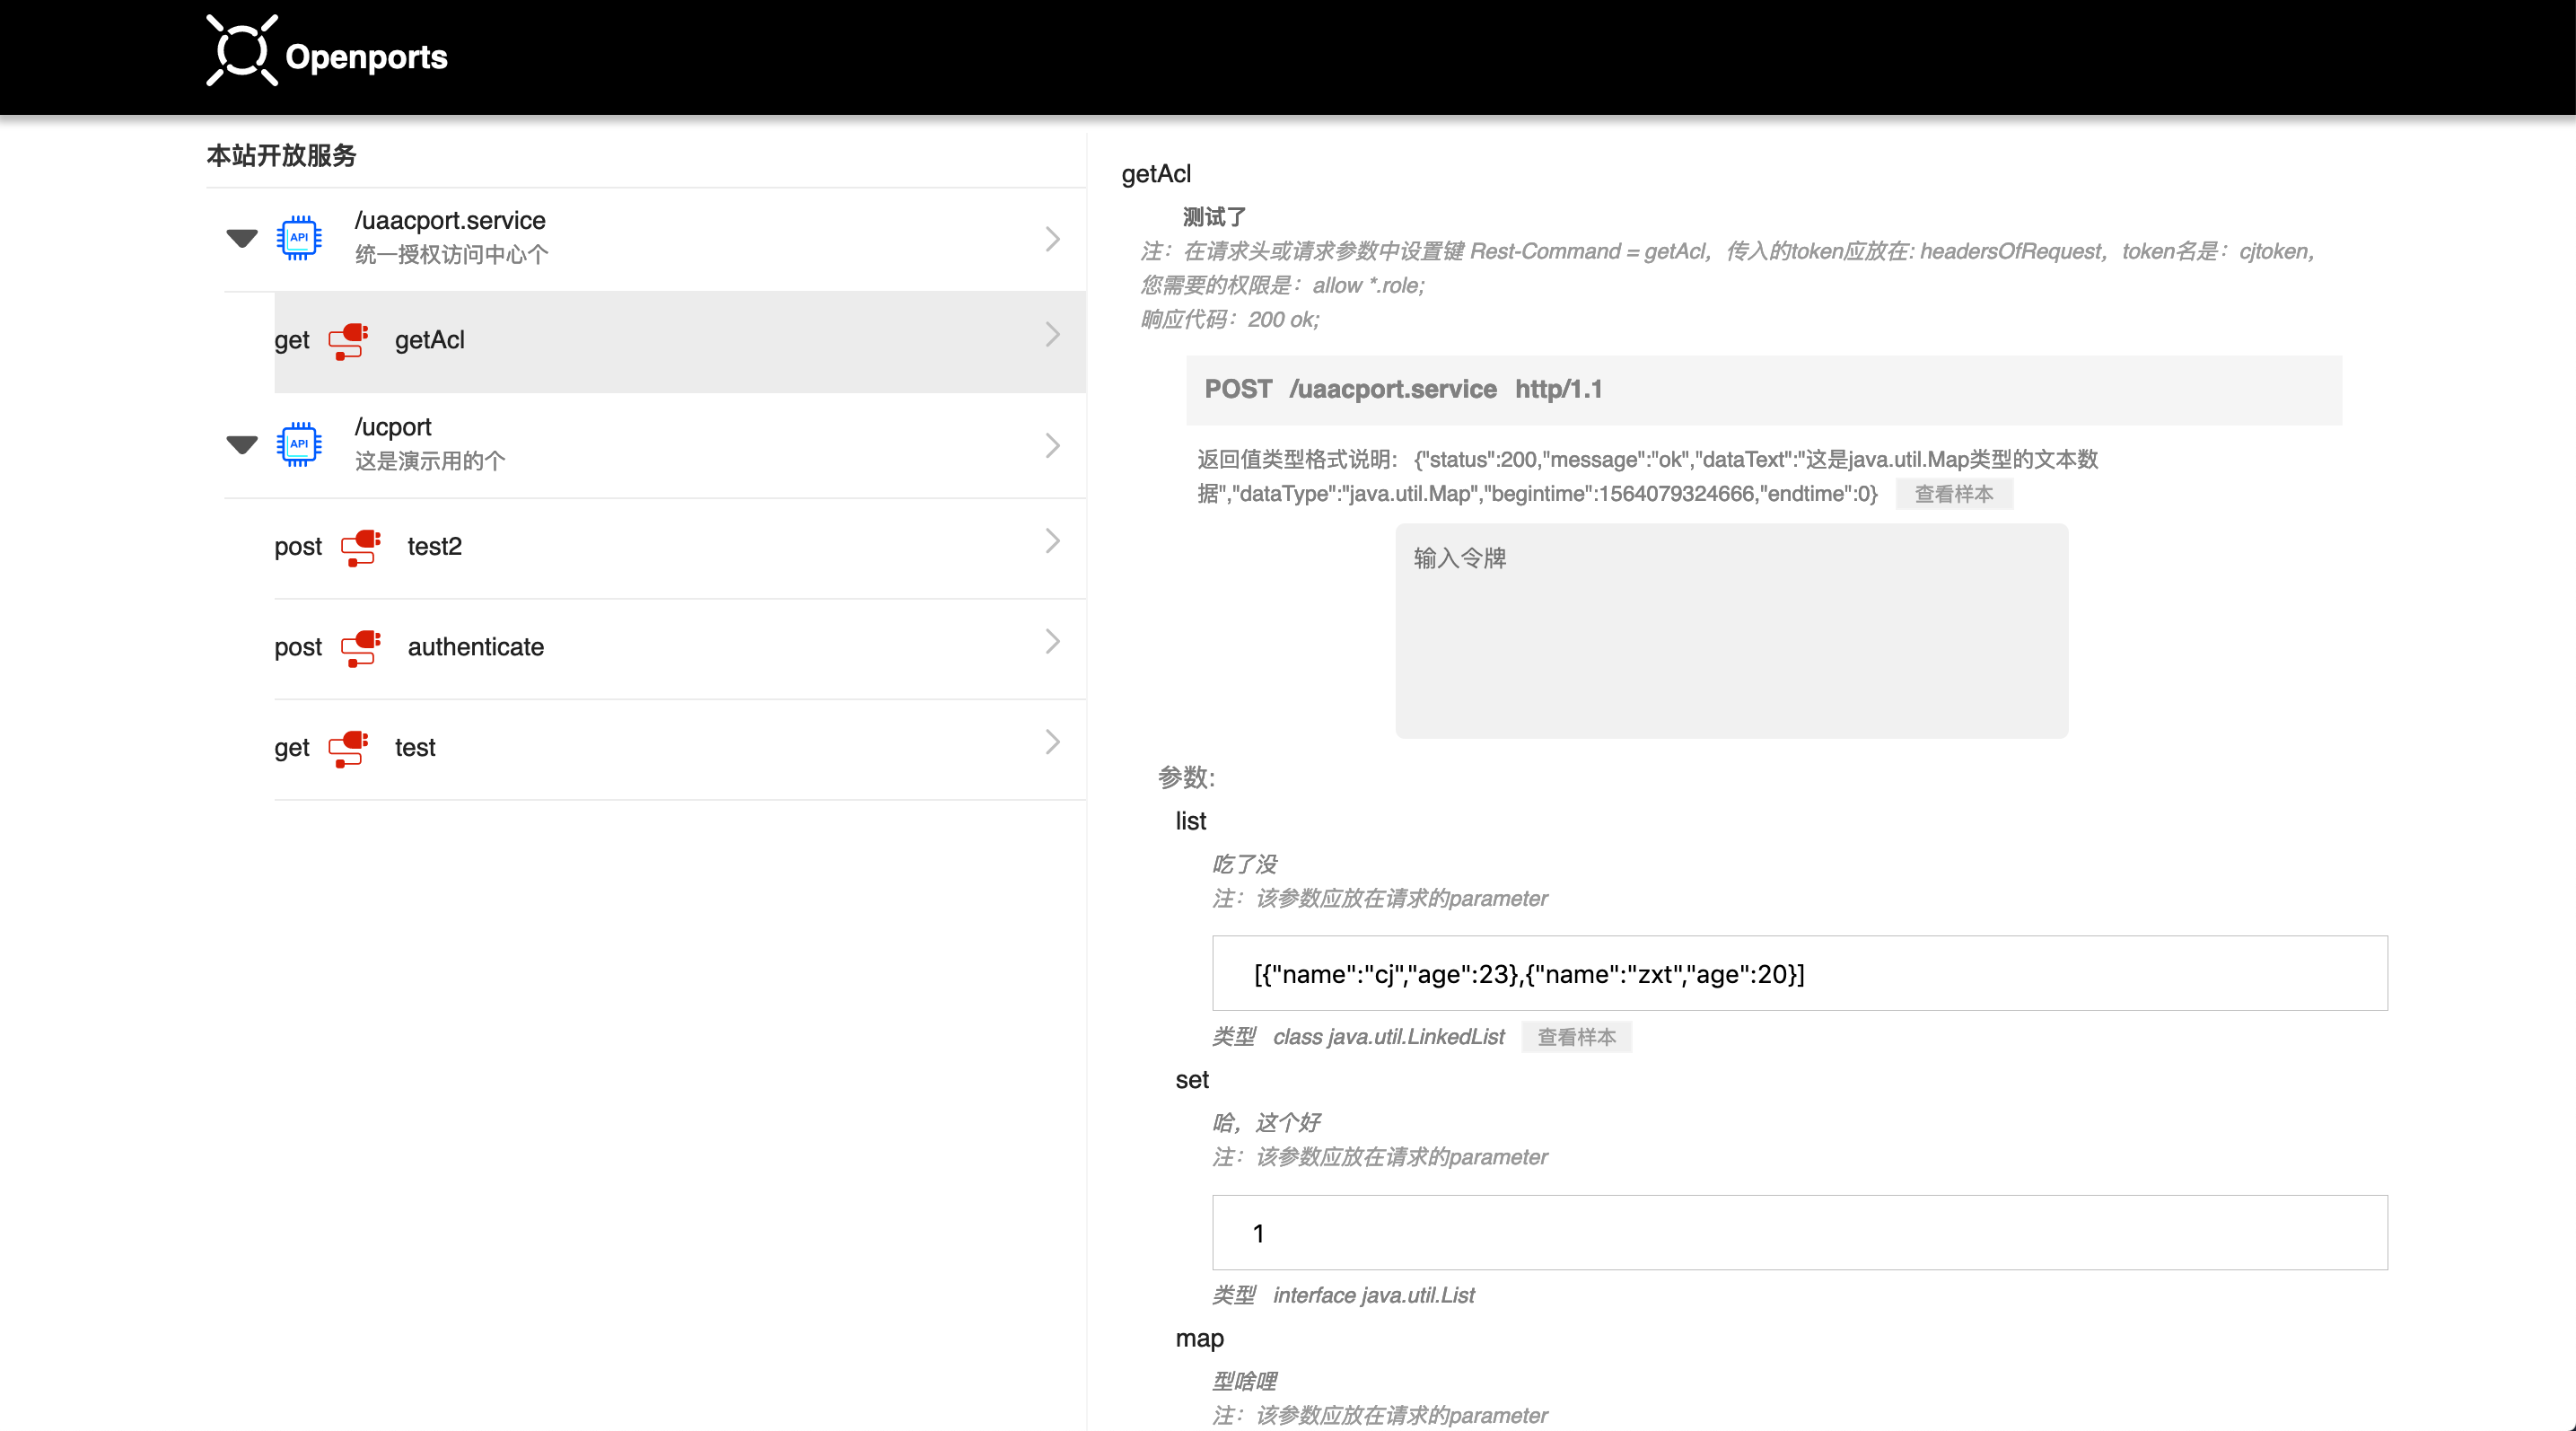 Openports
本站开放服务
/uaacport.service
统一授权访问中心个
get getAcl
/ucport
这是演示用的个
post test2
post authenticate
get test
getAcl
测试了
注：在请求头或请求参数中设置键 Rest-Command = getAcl，传入的token应放在: headersOfRequest，token名是：cjtoken，
您需要的权限是：allow *.role;
晌应代码：200 ok;
POST /uaacport.service http/1.1
返回值类型格式说明: {"status":200,"message":"ok","dataText":"这是java.util.Map类型的文本数
据","dataType":"java.util.Map","begintime":1564079324666,"endtime":0} 查看样本
输入令牌
参数:
list
吃了没
注：该参数应放在请求的parameter
[{"name":"cj","age":23},{"name":"zxt","age":20}]
类型 class java.util.LinkedList 查看样本
set
哈，这个好
注：该参数应放在请求的parameter
1
类型 interface java.util.List
map
型啥哩
注：该参数应放在请求的parameter
API
API